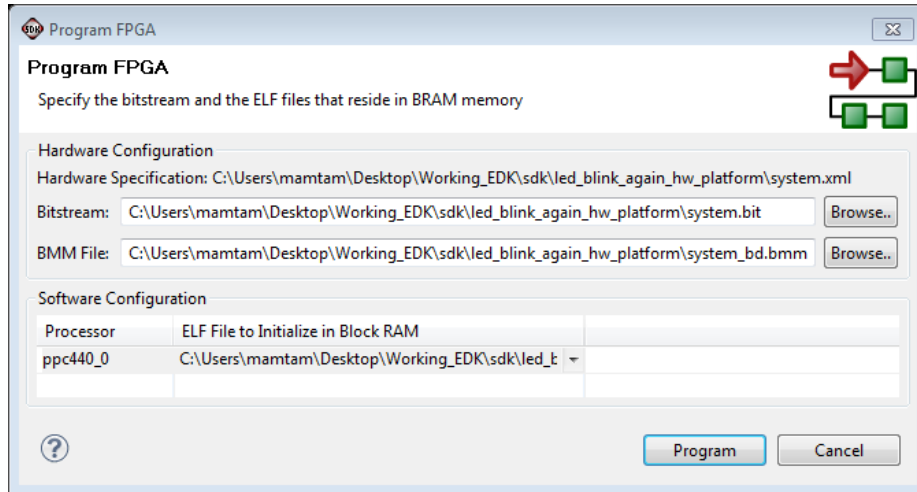 SDK Program FPGA
Program FPGA
Specify the bitstream and the ELF files that reside in BRAM memory
Hardware Configuration
Hardware Specification: C:\Users\mamtam\Desktop\Working_EDK\sdk\led_blink_again_hw_platform\system.xml
Bitstream: C:\Users\mamtam\Desktop\Working_EDK\sdk\led_blink_again_hw_platform\system.bit Browse..
BMM File: C:\Users\mamtam\Desktop\Working_EDK\sdk\led_blink_again_hw_platform\system_bd.bmm Browse..
Software Configuration
Processor ELF File to Initialize in Block RAM
ppc440_0 C:\Users\mamtam\Desktop\Working_EDK\sdk\led_b
? Program Cancel